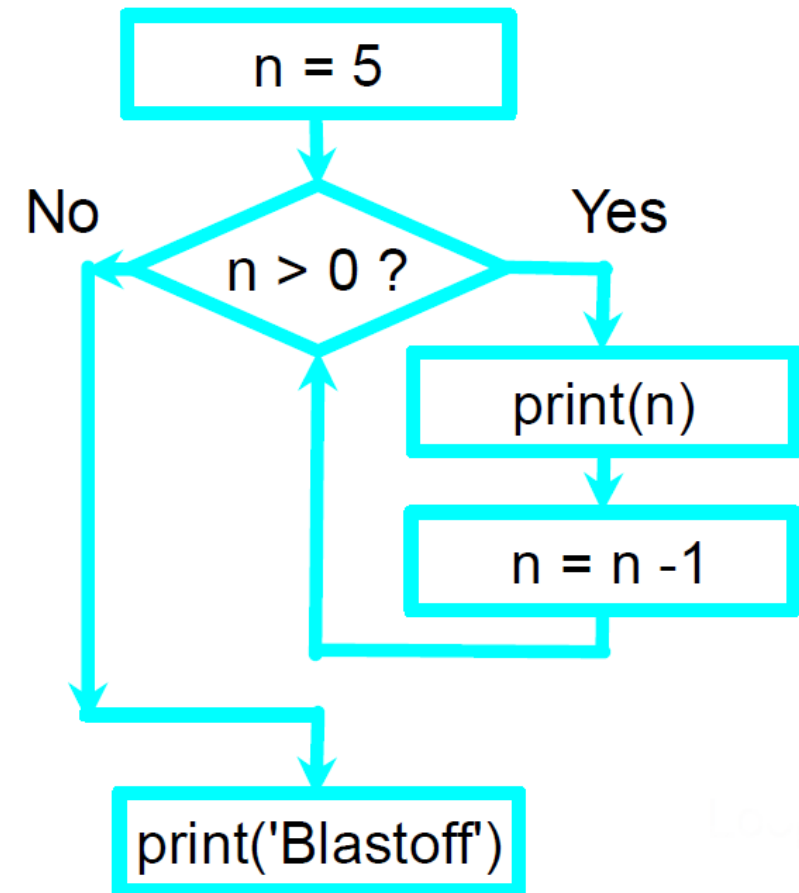 n = 5
No
Yes
n > 0 ?
print(n)
n = n -1
print('Blastoff')